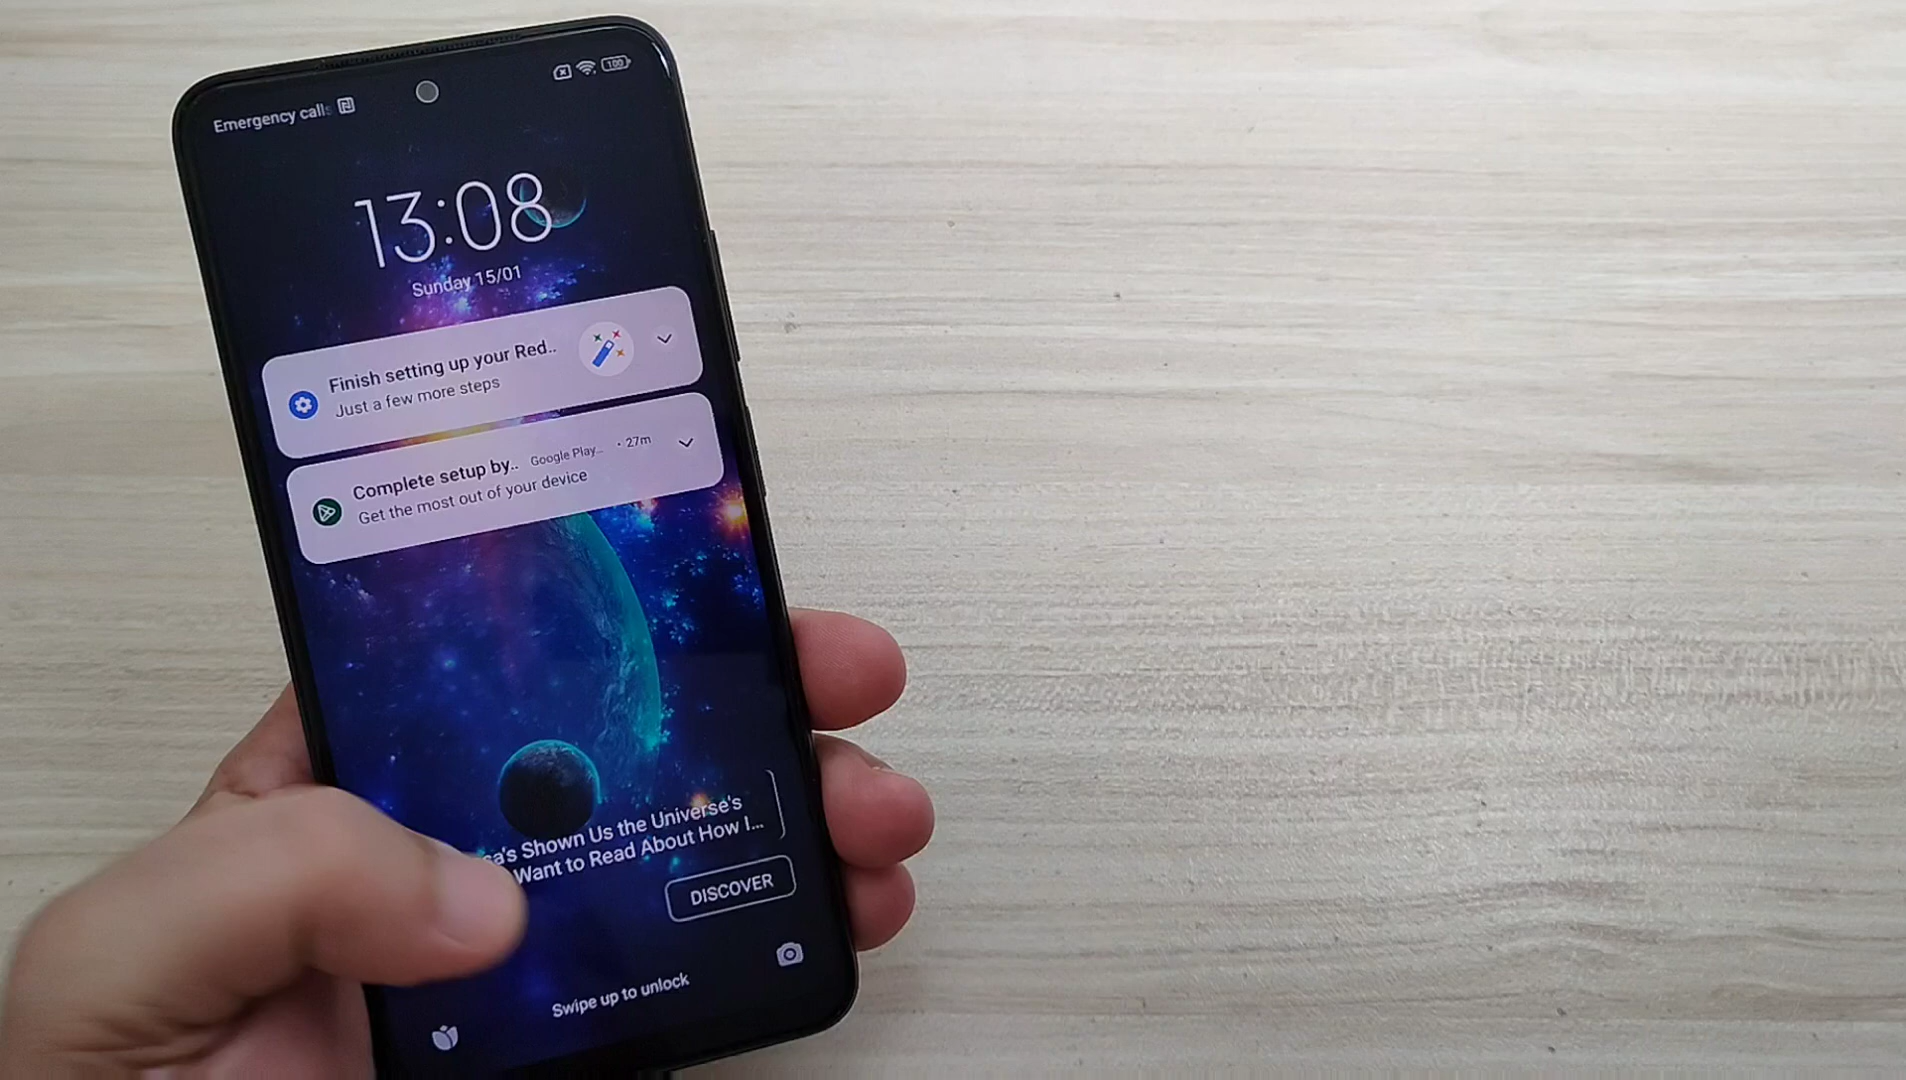 Emergency calls
100
13:08
Sunday 15/01
Finish setting up your Red..
Just a few more steps
Complete setup by.. Google Play... • 27m
Get the most out of your device
sa's Shown Us the Universe's
Want to Read About How I...
DISCOVER
Swipe up to unlock